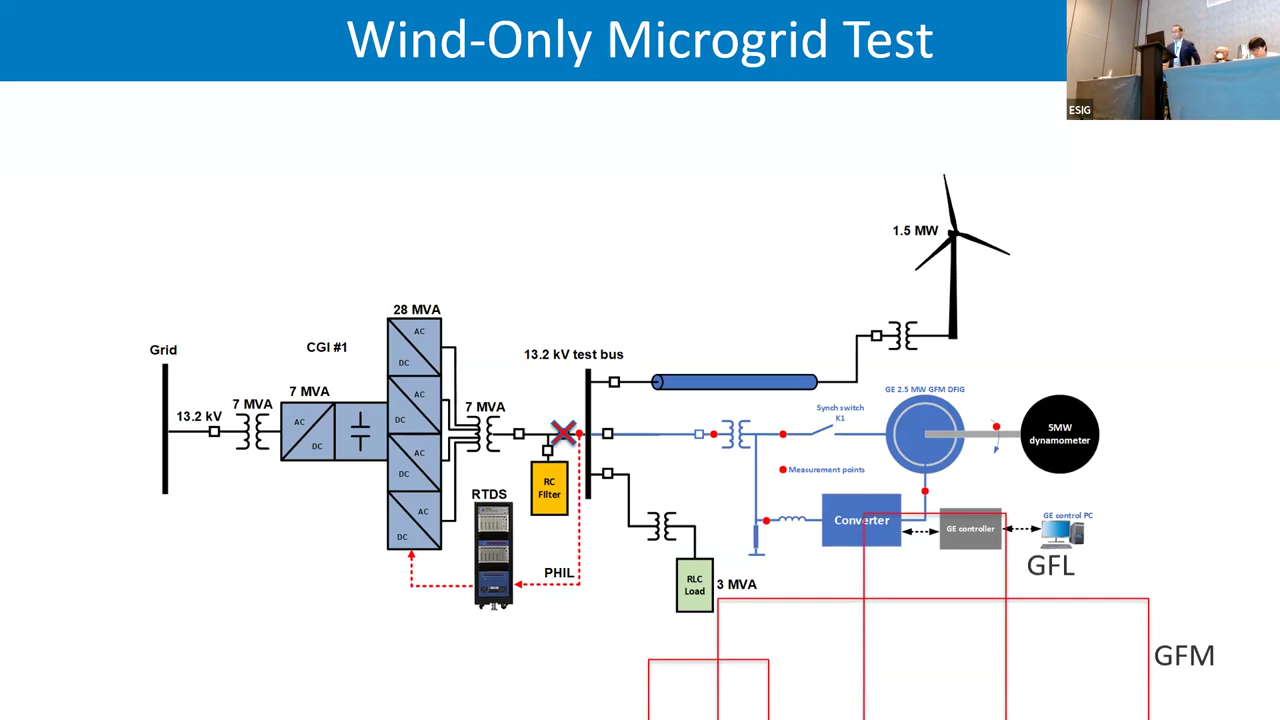 Wind-Only Microgrid Test
ESIG
1.5 MW
28 MVA
AC
DC
AC
DC
AC
DC
AC
DC
Grid
CGI #1
13.2 kV
7 MVA
7 MVA
AC
DC
7 MVA
13.2 kV test bus
RC
Filter
RTDS
PHIL
RLC
Load
3 MVA
GE 2.5 MW GFM DFIG
Synch switch
K1
5MW
dynamometer
Measurement points
Converter
GE controller
GE control PC
GFL
GFM